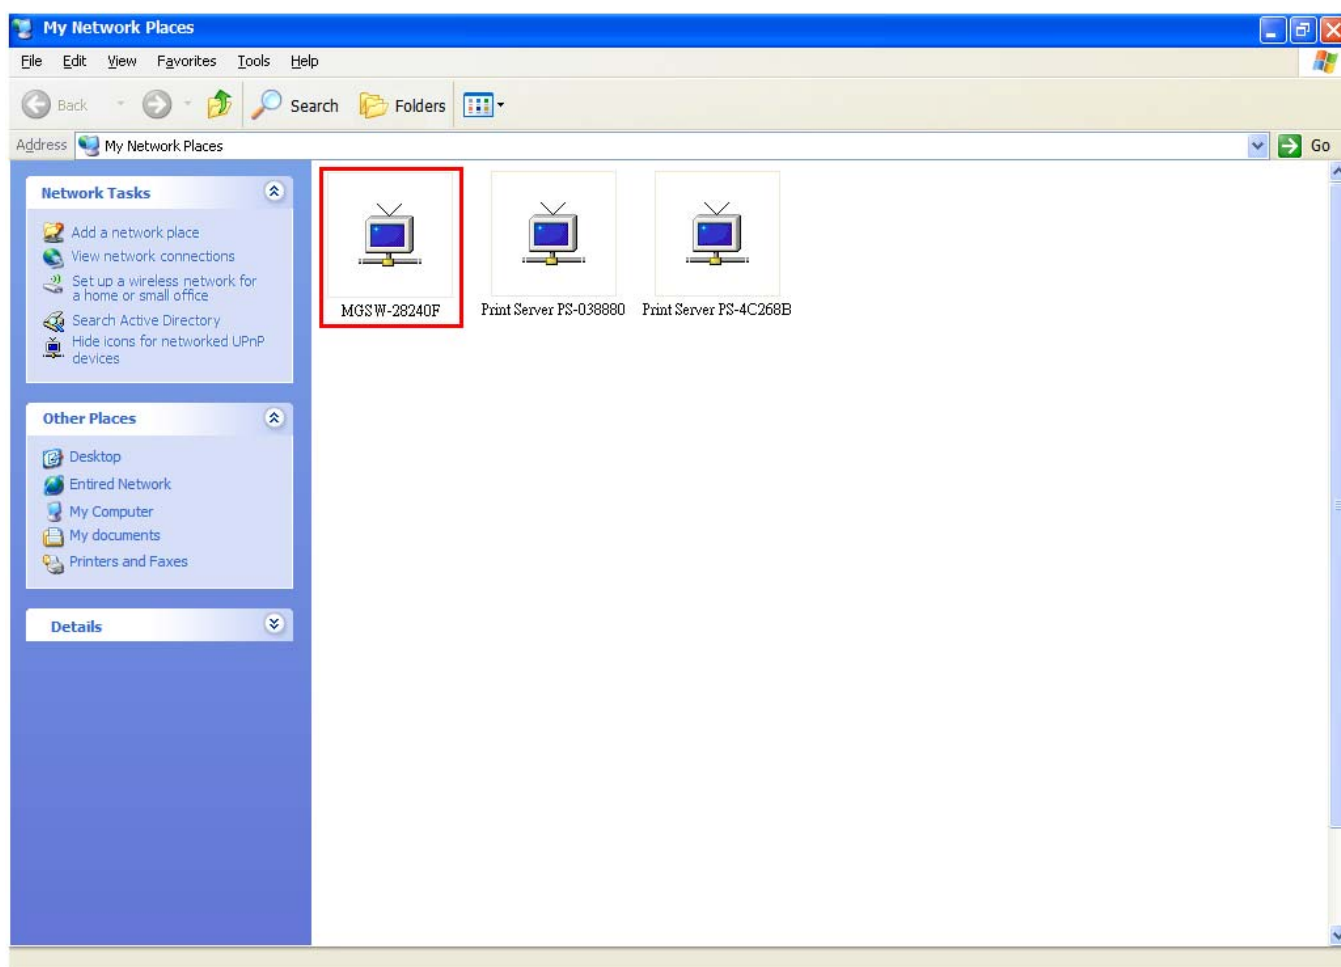 My Network Places
File Edit View Favorites Tools Help
Back Search Folders
Address My Network Places Go
Network Tasks
Add a network place
View network connections
Set up a wireless network for
a home or small office
Search Active Directory
Hide icons for networked UPnP
devices
Other Places
Desktop
Entired Network
My Computer
My documents
Printers and Faxes
Details
MGSW-28240F
Print Server PS-038880
Print Server PS-4C268B